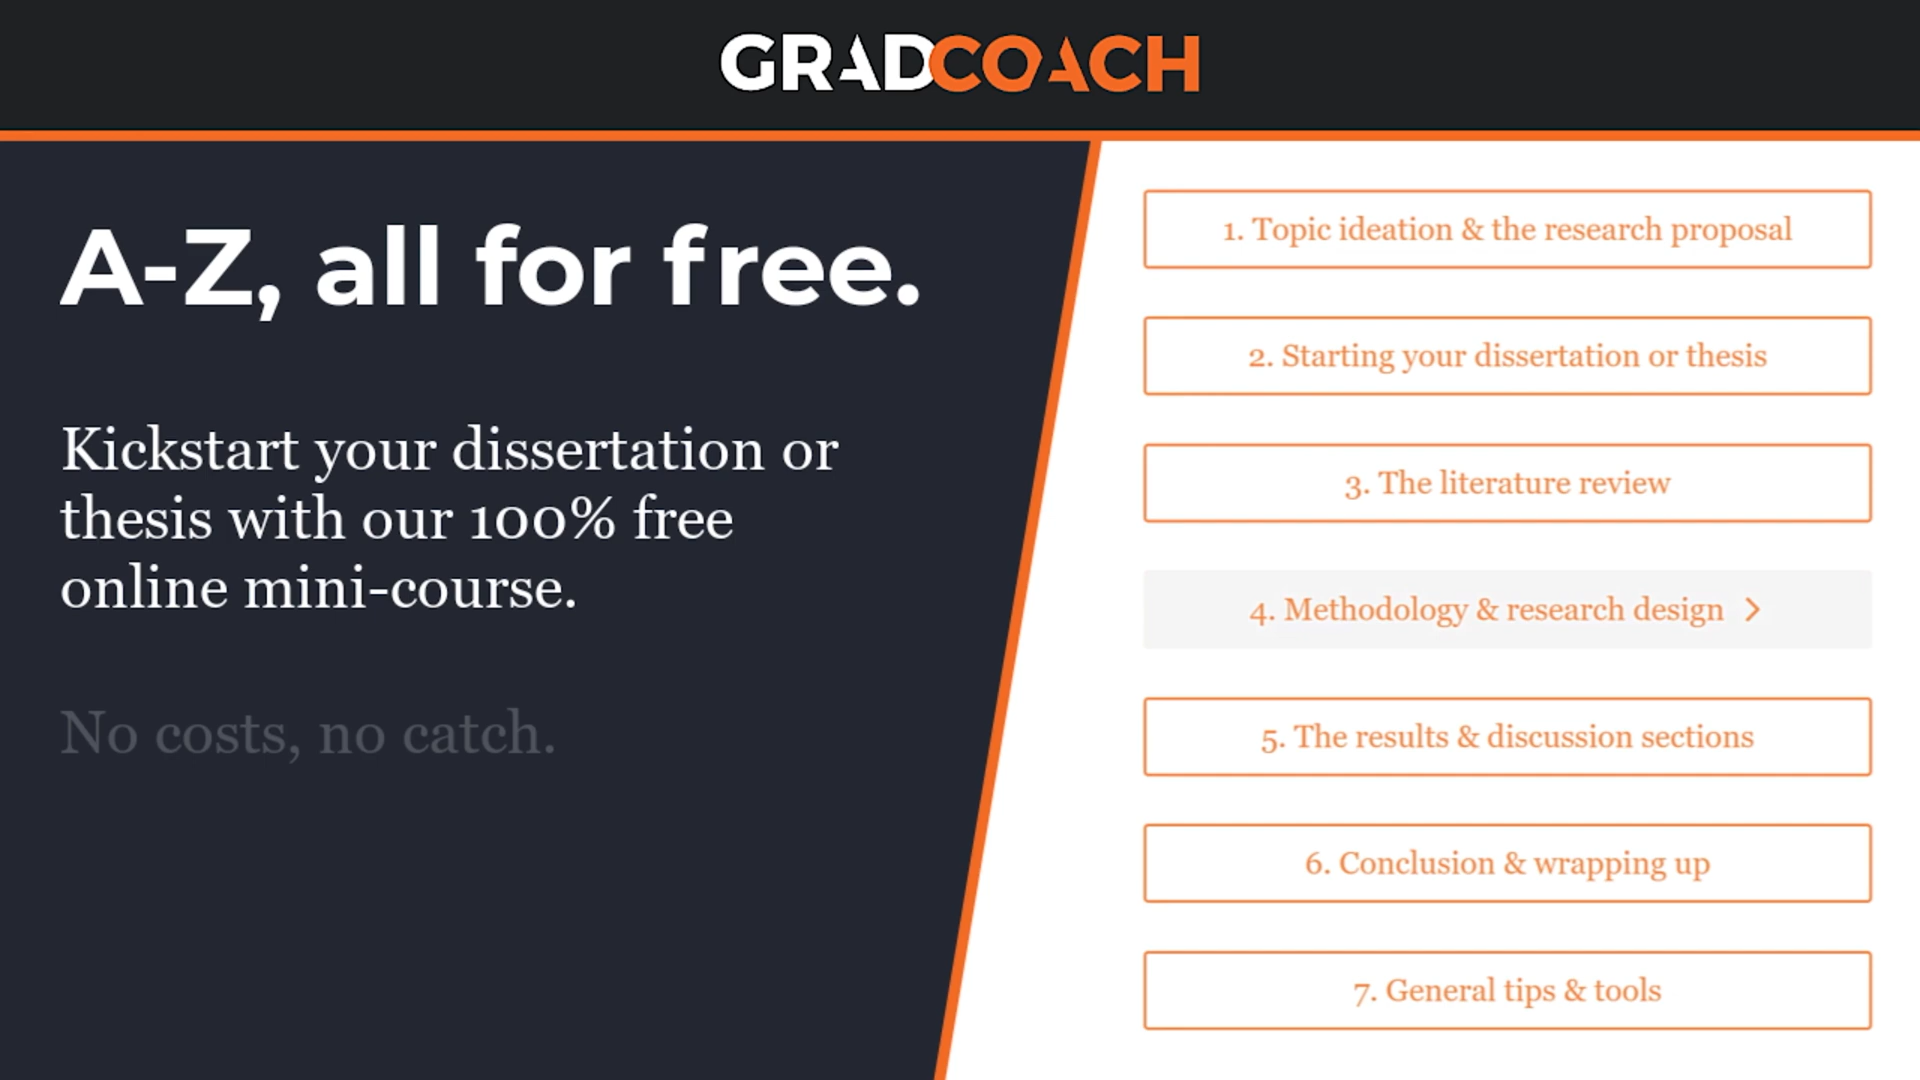 GRADCOACH
A-Z, all for free.
Kickstart your dissertation or
thesis with our 100% free
online mini-course.
No costs, no catch.
1. Topic ideation & the research proposal
2. Starting your dissertation or thesis
3. The literature review
4. Methodology & research design
5. The results & discussion sections
6. Conclusion & wrapping up
7. General tips & tools